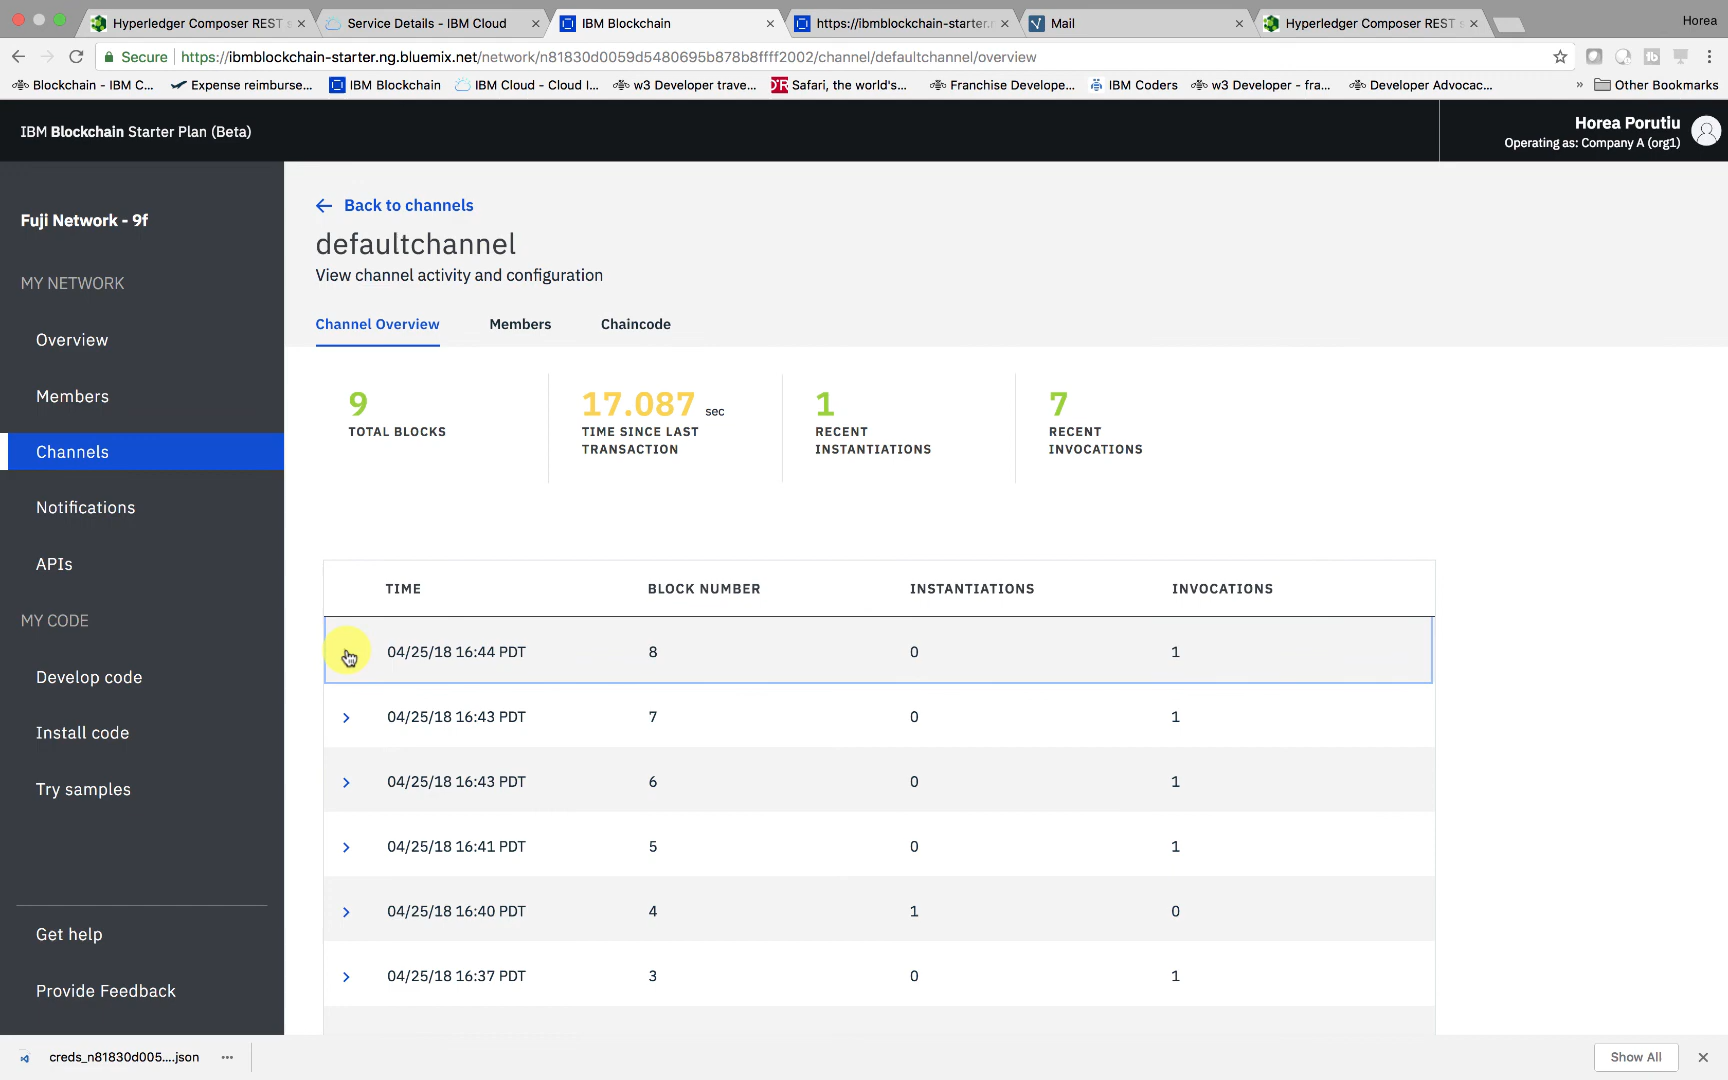 Hyperledger Composer REST s
Service Details - IBM Cloud
IBM Blockchain
https://ibmblockchain-starter.n
Mail
Hyperledger Composer REST s
Horea
Secure
https://ibmblockchain-starter.ng.bluemix.net/network/n81830d0059d5480695b878b8ffff2002/channel/defaultchannel/overview
Blockchain - IBM C...
Expense reimburse...
IBM Blockchain
IBM Cloud - Cloud I...
w3 Developer trave...
Safari, the world's...
Franchise Develope...
IBM Coders
w3 Developer - fra...
Developer Advocac...
»
Other Bookmarks
IBM Blockchain Starter Plan (Beta)
Horea Porutiu
Operating as: Company A (org1)
Fuji Network - 9f
MY NETWORK
Overview
Members
Channels
Notifications
APIs
MY CODE
Develop code
Install code
Try samples
Get help
Provide Feedback
Back to channels
defaultchannel
View channel activity and configuration
Channel Overview
Members
Chaincode
9
TOTAL BLOCKS
17.087 sec
TIME SINCE LAST
TRANSACTION
1
RECENT
INSTANTIATIONS
7
RECENT
INVOCATIONS
TIME BLOCK NUMBER INSTANTIATIONS INVOCATIONS
04/25/18 16:44 PDT 8 0 1
04/25/18 16:43 PDT 7 0 1
04/25/18 16:43 PDT 6 0 1
04/25/18 16:41 PDT 5 0 1
04/25/18 16:40 PDT 4 1 0
04/25/18 16:37 PDT 3 0 1
creds_n81830d005....json
Show All